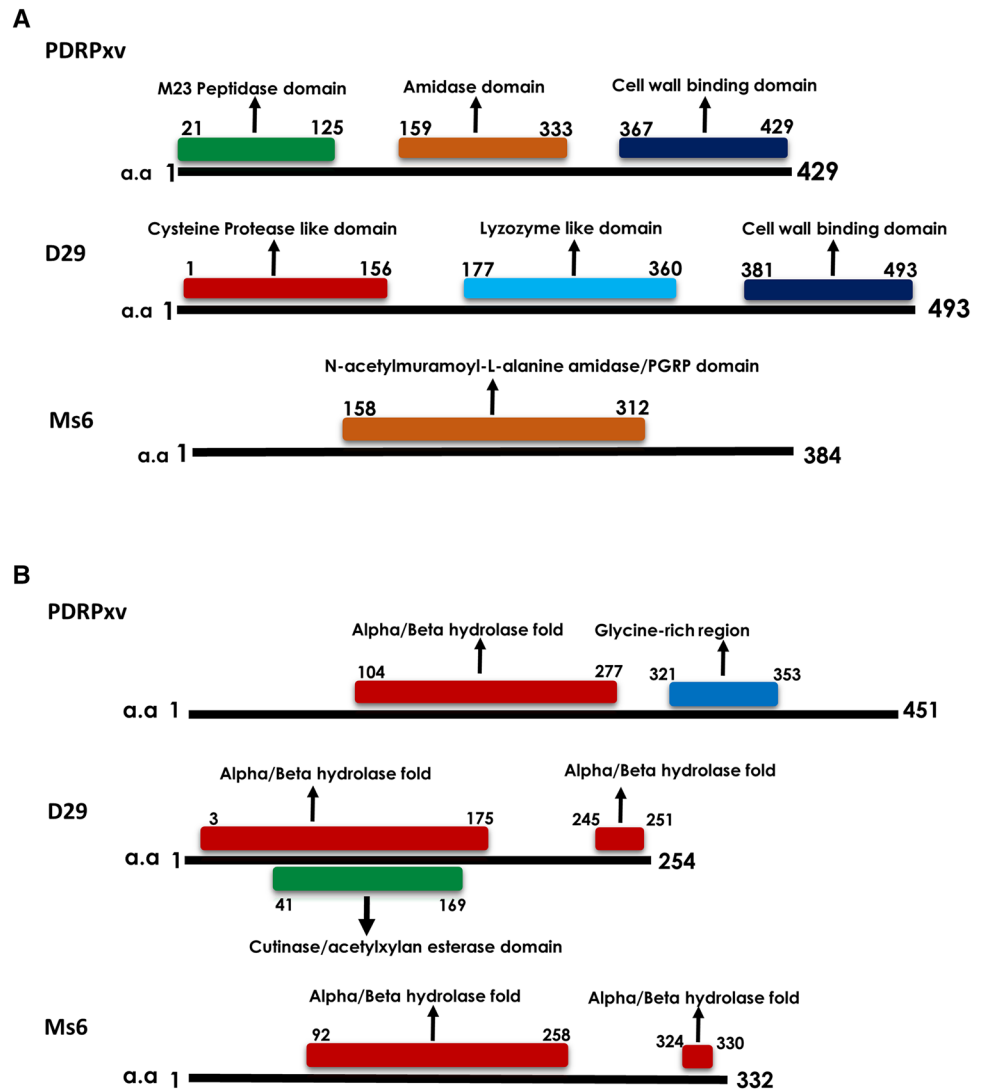 A
PDRPxv
M23 Peptidase domain Amidase domain Cell wall binding domain
21 125 159 333 367 429
a.a 1 429
Cysteine Protease like domain Lyzozyme like domain Cell wall binding domain
D29
1 156 177 360 381 493
a.a 1 493
N-acetylmuramoyl-L-alanine amidase/PGRP domain
158 312
Ms6
a.a 1 384
B
PDRPxv
Alpha/Beta hydrolase fold Glycine-rich region
104 277 321 353
a.a 1 451
Alpha/Beta hydrolase fold Alpha/Beta hydrolase fold
D29
3 175 245 251
a.a 1 254
41 169
Cutinase/acetylxylan esterase domain
Alpha/Beta hydrolase fold Alpha/Beta hydrolase fold
Ms6
92 258 324 330
a.a 1 332